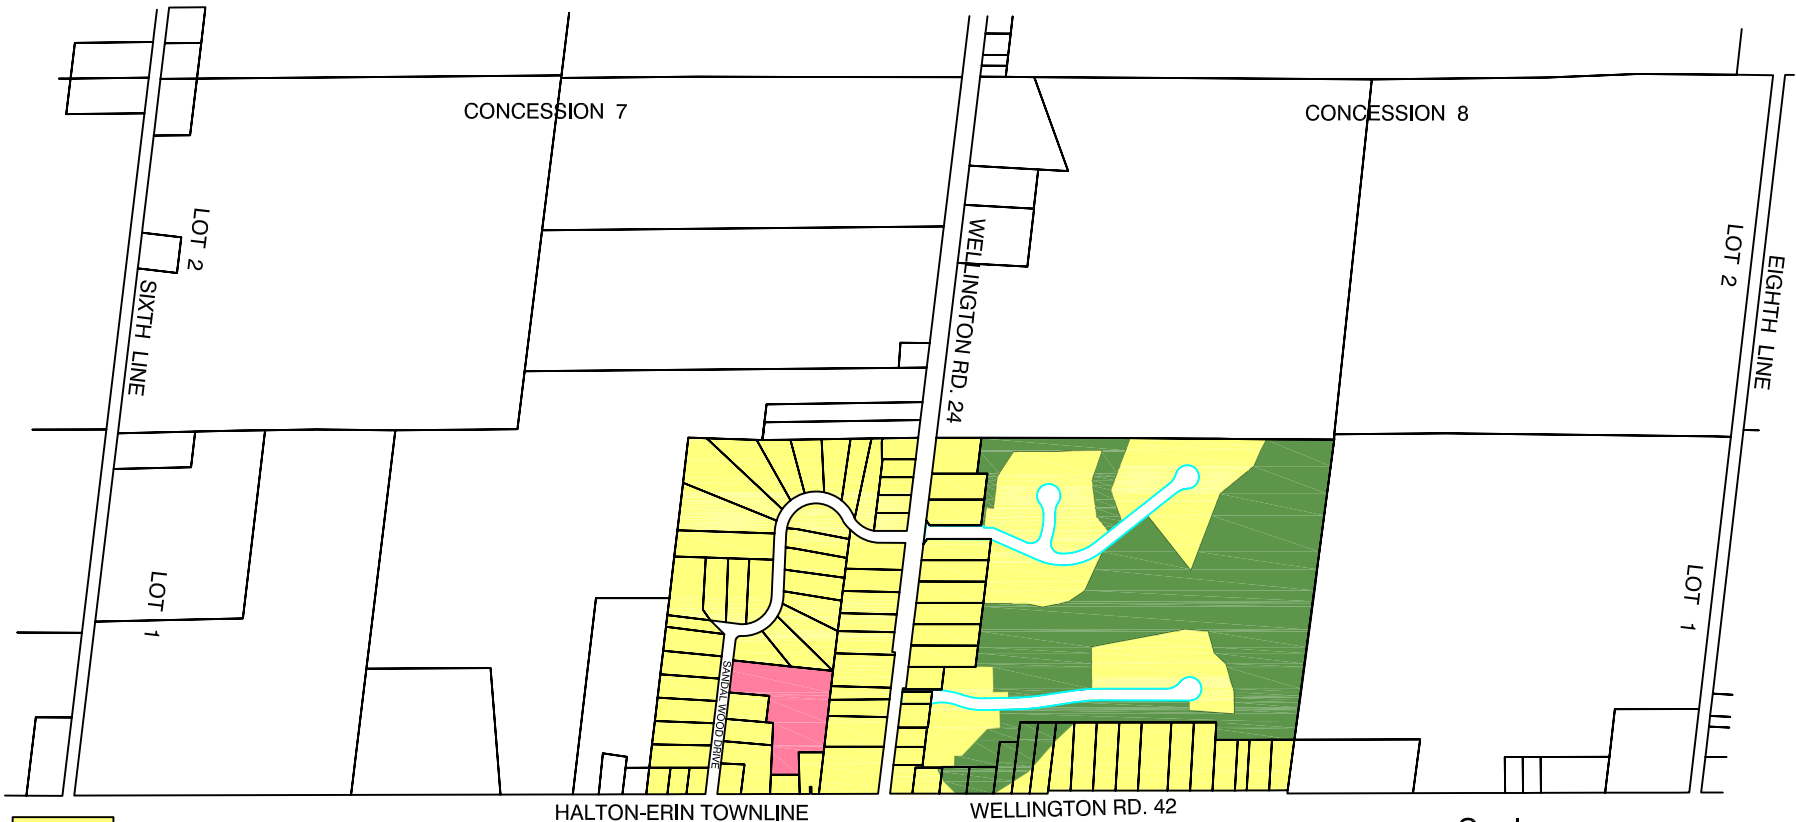 CONCESSION 7
CONCESSION 8
LOT 2
SIXTH LINE
WELLINGTON RD. 24
LOT 2
EIGHTH LINE
LOT 1
LOT 1
SANDAL WOOD DRIVE
HALTON-ERIN TOWNLINE
WELLINGTON RD. 42